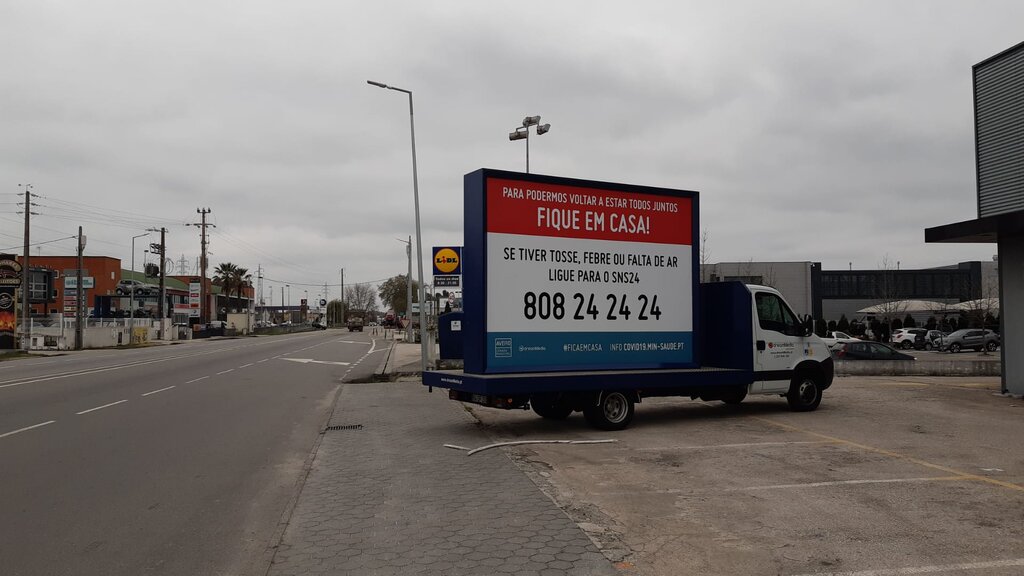 PARA PODERMOS VOLTAR A ESTAR TODOS JUNTOS
FIQUE EM CASA!
SE TIVER TOSSE, FEBRE OU FALTA DE AR
LIGUE PARA O SNS24
808 24 24 24
AVEIRO
#FICAEMCASA
INFO COVID19.MIN-SAUDE.PT
LIDL